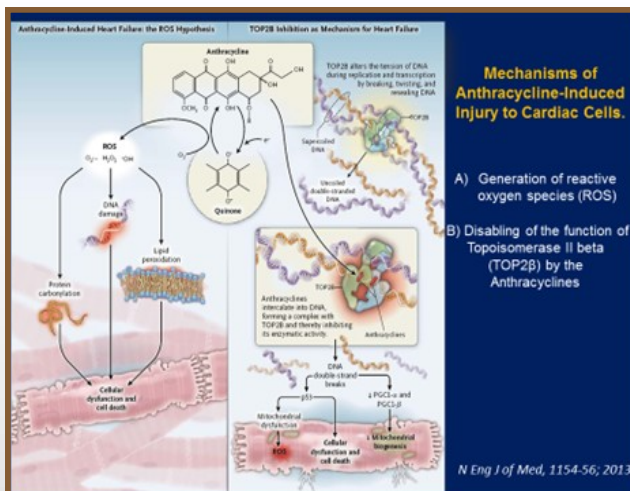 Anthracycline-Induced Heart Failure: the ROS Hypothesis
TOP2B Inhibition as Mechanism for Heart Failure
Anthracycline
TOP2B alters the tension of DNA
during replication and transcription
by breaking, twisting, and
resealing DNA
TOP2B
Supercoiled
DNA
Uncoiled
double-stranded
DNA
ROS
O₂•– H₂O₂ •OH
O₂
e⁻
Quinone
DNA
damage
Lipid
peroxidation
Protein
carbonylation
Cellular
dysfunction
and cell death
TOP2B
Anthracyclines
intercalate into DNA,
forming a complex with
TOP2B and thereby inhibiting
its enzymatic activity.
Anthracyclines
DNA
double-strand
breaks
p53
↓ PGC1-α and
PGC1-β
Mitochondrial
dysfunction
ROS
Cellular
dysfunction and
cell death
↓ Mitochondrial
biogenesis
Mechanisms of
Anthracycline-Induced
Injury to Cardiac Cells.
A) Generation of reactive
oxygen species (ROS)
B) Disabling of the function of
Topoisomerase II beta
(TOP2β) by the
Anthracyclines
N Eng J of Med, 1154-56; 2013